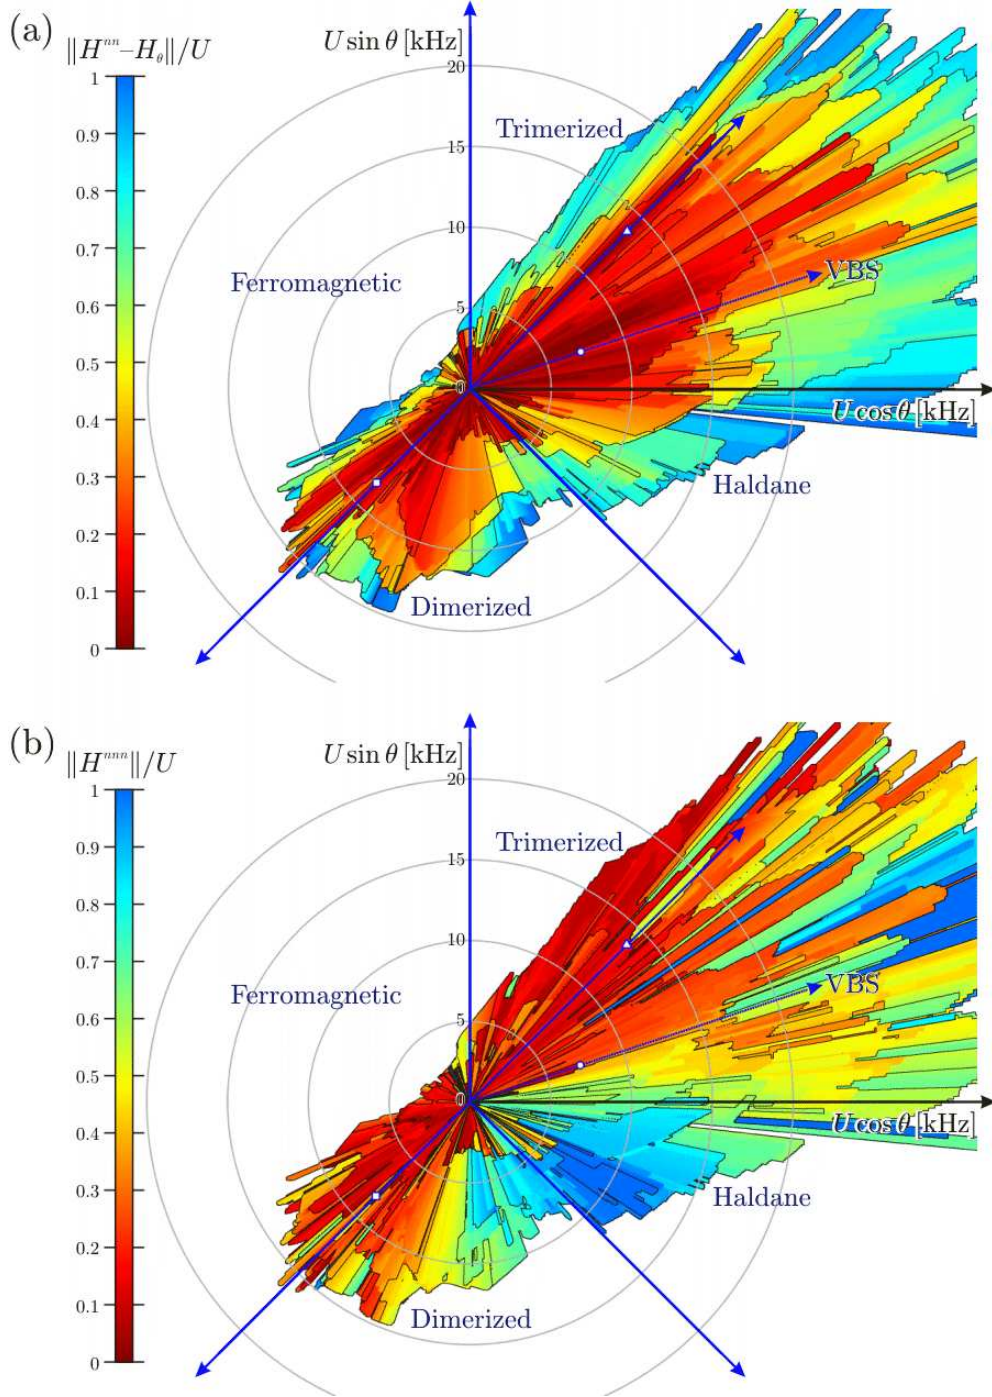 (a)
‖Hⁿⁿ–H_θ‖/U
U sin θ [kHz]
1
0.9
0.8
0.7
0.6
0.5
0.4
0.3
0.2
0.1
0
20
15
10
5
0
Trimerized
Ferromagnetic
VBS
U cos θ [kHz]
Haldane
Dimerized
(b)
‖Hⁿⁿⁿ‖/U
U sin θ [kHz]
1
0.9
0.8
0.7
0.6
0.5
0.4
0.3
0.2
0.1
0
20
15
10
5
0
Trimerized
Ferromagnetic
VBS
U cos θ [kHz]
Haldane
Dimerized